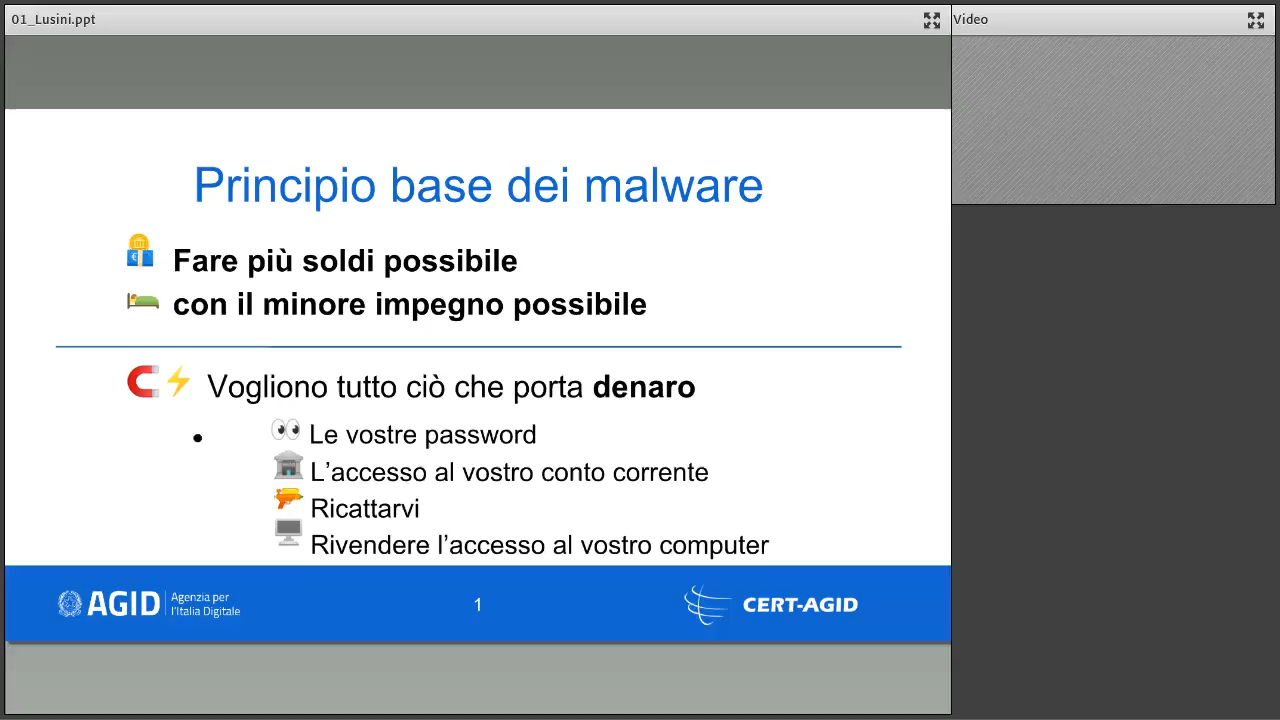 01_Lusini.ppt
Video
Principio base dei malware
Fare più soldi possibile
con il minore impegno possibile
Vogliono tutto ciò che porta denaro
• Le vostre password
L’accesso al vostro conto corrente
Ricattarvi
Rivendere l’accesso al vostro computer
AGID
Agenzia per
l’Italia Digitale
1
CERT-AGID